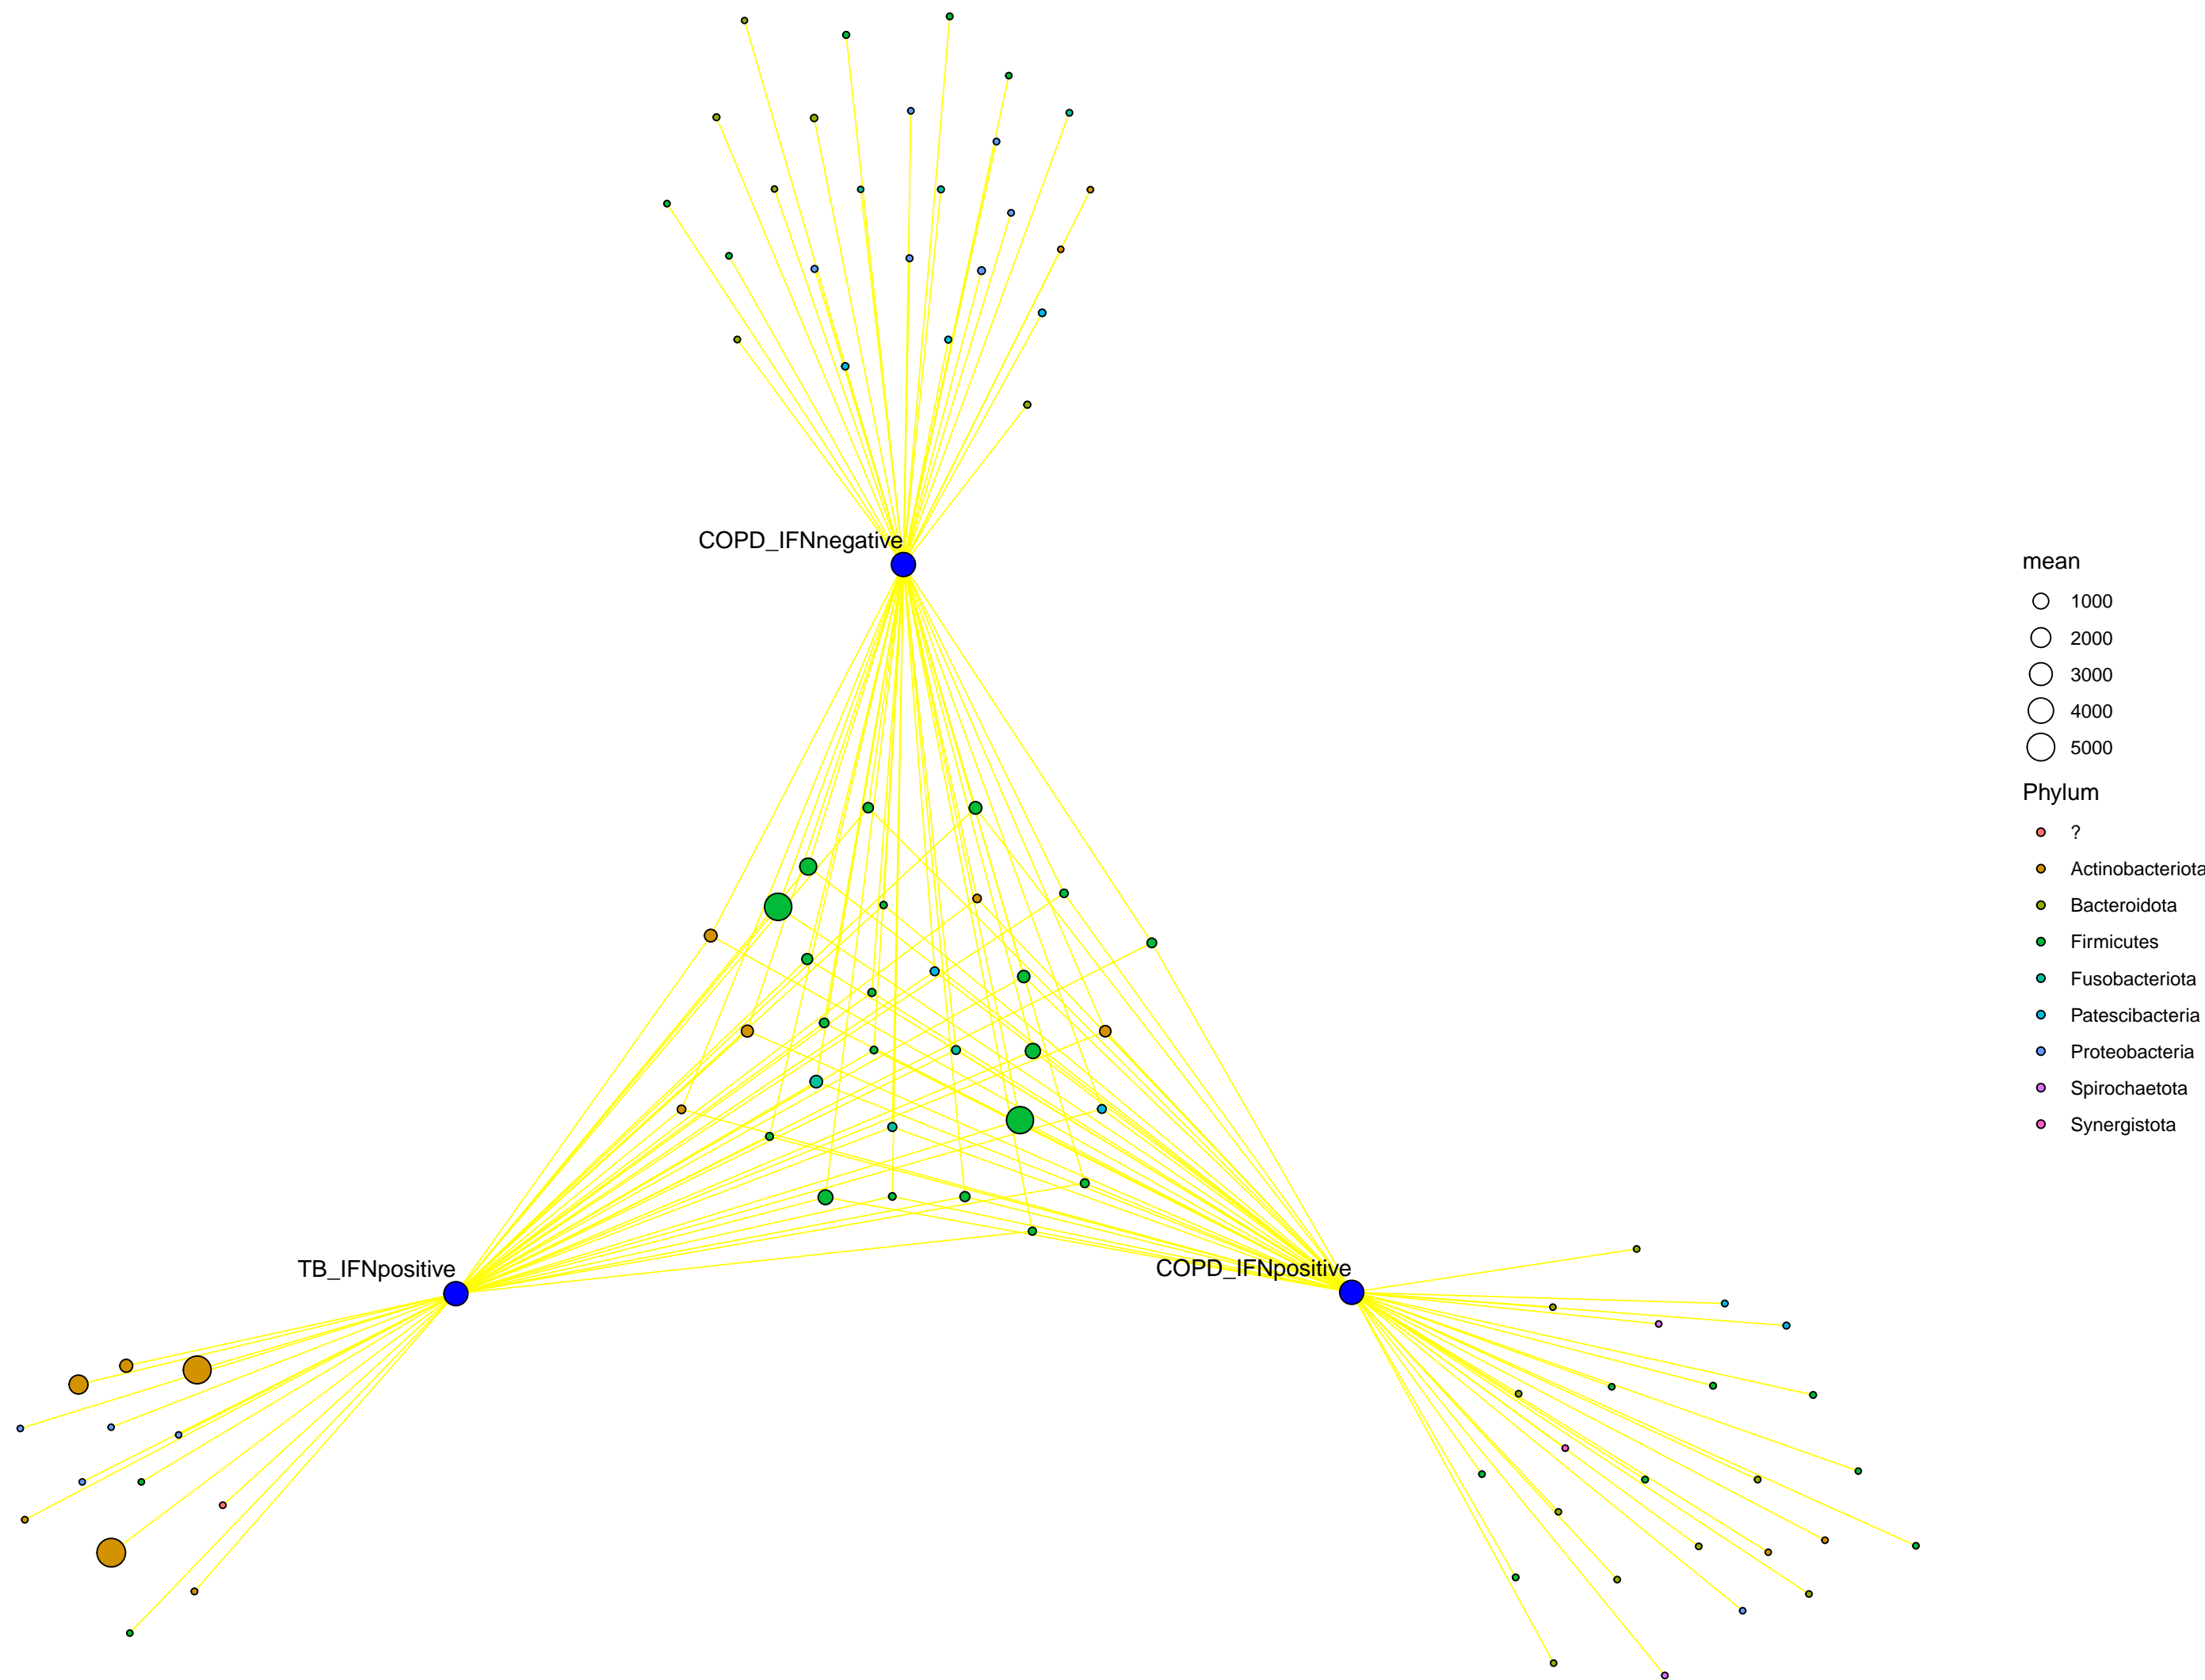 COPD_IFNnegative
TB_IFNpositive
COPD_IFNpositive
mean
1000
2000
3000
4000
5000
Phylum
?
Actinobacteriota
Bacteroidota
Firmicutes
Fusobacteriota
Patescibacteria
Proteobacteria
Spirochaetota
Synergistota